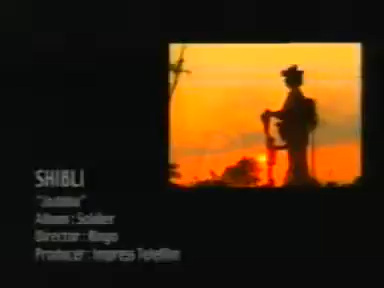 SHIBLI
Album : Soldier
Director : Ringo
Producer : Impress Telefilm